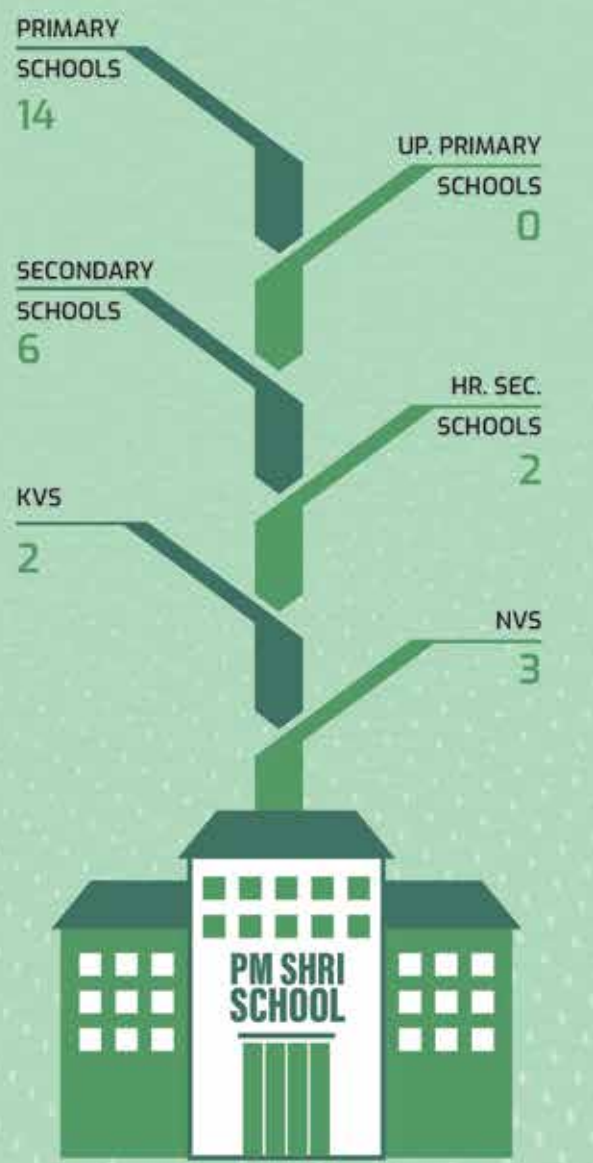 PRIMARY
SCHOOLS
14
UP. PRIMARY
SCHOOLS
0
SECONDARY
SCHOOLS
6
HR. SEC.
SCHOOLS
2
KVS
2
NVS
3
PM SHRI
SCHOOL